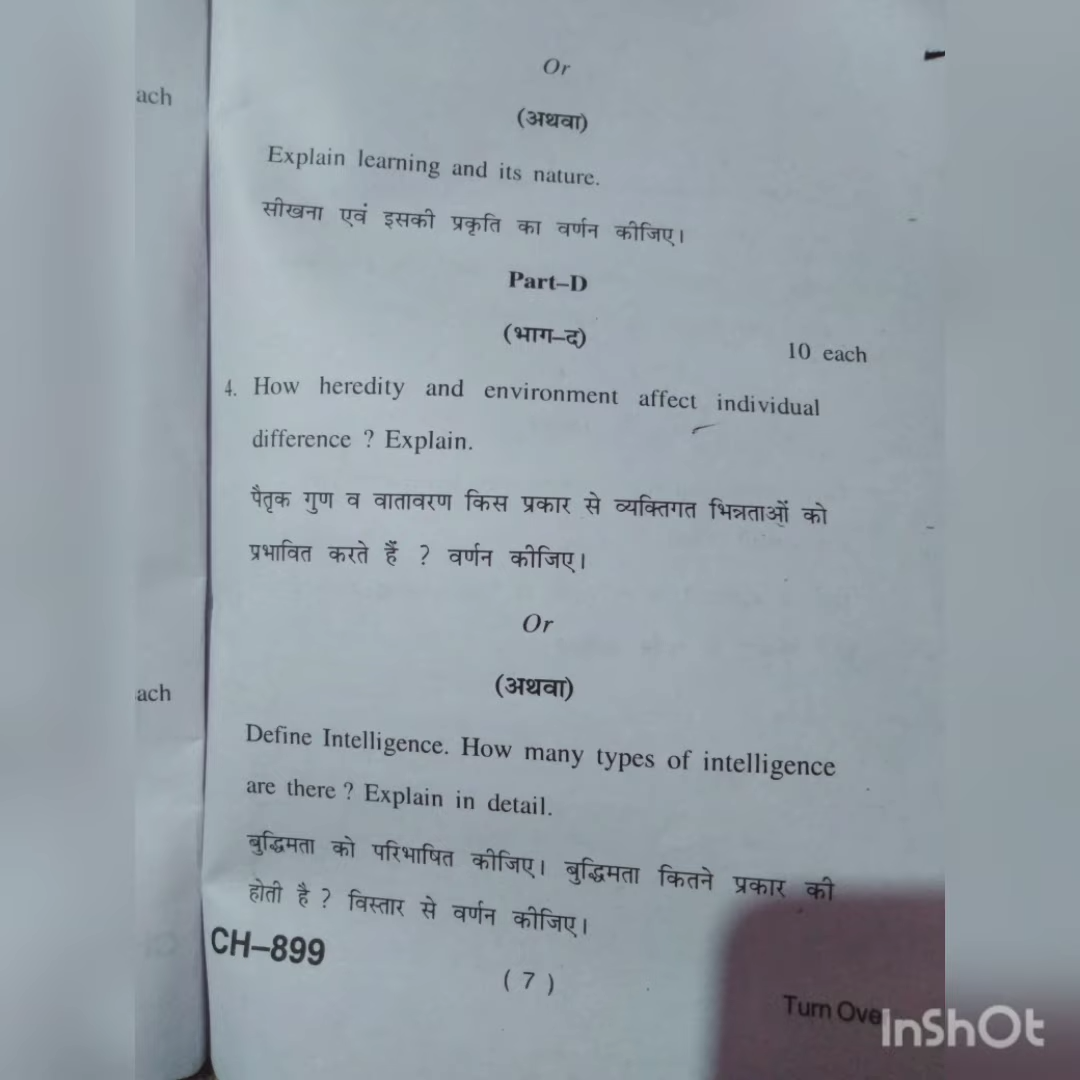 ach
Or
(अथवा)
Explain learning and its nature.
सीखना एवं इसकी प्रकृति का वर्णन कीजिए।
Part–D
(भाग–द)
10 each
4. How heredity and environment affect individual
difference ? Explain.
पैतृक गुण व वातावरण किस प्रकार से व्यक्तिगत भिन्नताओं को
प्रभावित करते हैं ? वर्णन कीजिए।
Or
ach
(अथवा)
Define Intelligence. How many types of intelligence
are there ? Explain in detail.
बुद्धिमता को परिभाषित कीजिए। बुद्धिमता कितने प्रकार की
होती है ? विस्तार से वर्णन कीजिए।
CH–899
( 7 )
Turn Ove
InShOt